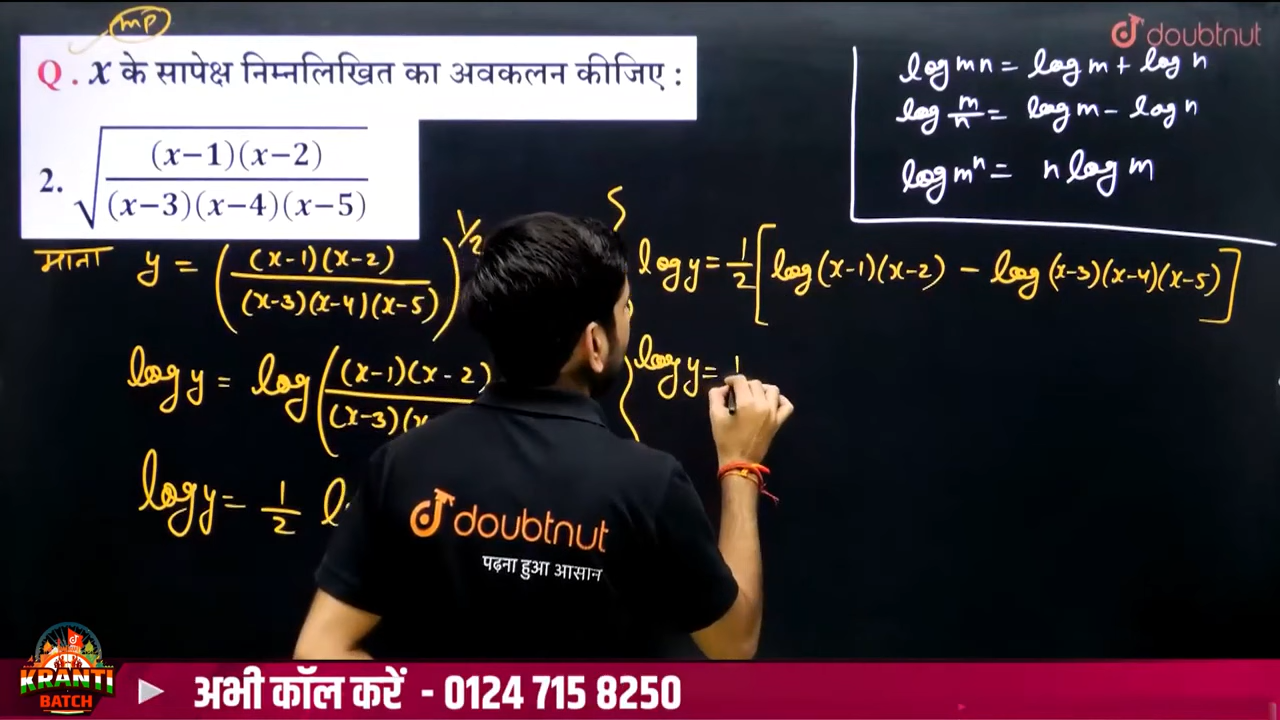 mp
doubtnut
Q . x के सापेक्ष निम्नलिखित का अवकलन कीजिए :
2. √((x−1)(x−2)/(x−3)(x−4)(x−5))
log mn = log m + log n
log m/n = log m − log n
log mⁿ = n log m
माना y = ((x−1)(x−2)/(x−3)(x−4)(x−5))^1/2
log y = log((x−1)(x−2)/(x−3)(x
log y = 1/2 l
log y = 1/2 [log (x−1)(x−2) − log (x−3)(x−4)(x−5)]
log y = 1
doubtnut
पढ़ना हुआ आसान
KRANTI
BATCH
अभी कॉल करें - 0124 715 8250